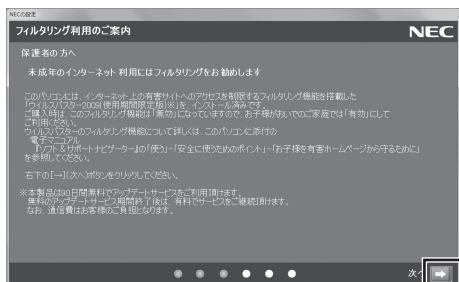 NECの設定
フィルタリング利用のご案内
NEC
保護者の方へ
未成年のインターネット利用にはフィルタリングをお勧めします
このパソコンには、インターネット上の有害サイトへのアクセスを制限するフィルタリング機能を搭載した
「ウイルスバスター2009(使用期限定版)※」を、インストール済みです。
ご購入時は、このフィルタリング機能は「無効」になっていますので、お子様がおいでのご家庭では「有効」にして
ご利用ください。
ウイルスバスターのフィルタリング機能について詳しくは、このパソコンに添付の
電子マニュアル
『ソフト&サポートナビゲーター』の「使う」-「安全に使うためのポイント」-「お子様を有害ホームページから守るために」
を参照してください。
右下の[→](次へ)ボタンをクリックしてください。
※本製品は90日間無料でアップデートサービスをご利用頂けます。
無料のアップデートサービス期間終了後は、有料でサービスをご継続頂けます。
なお、通信費はお客様のご負担となります。
次へ